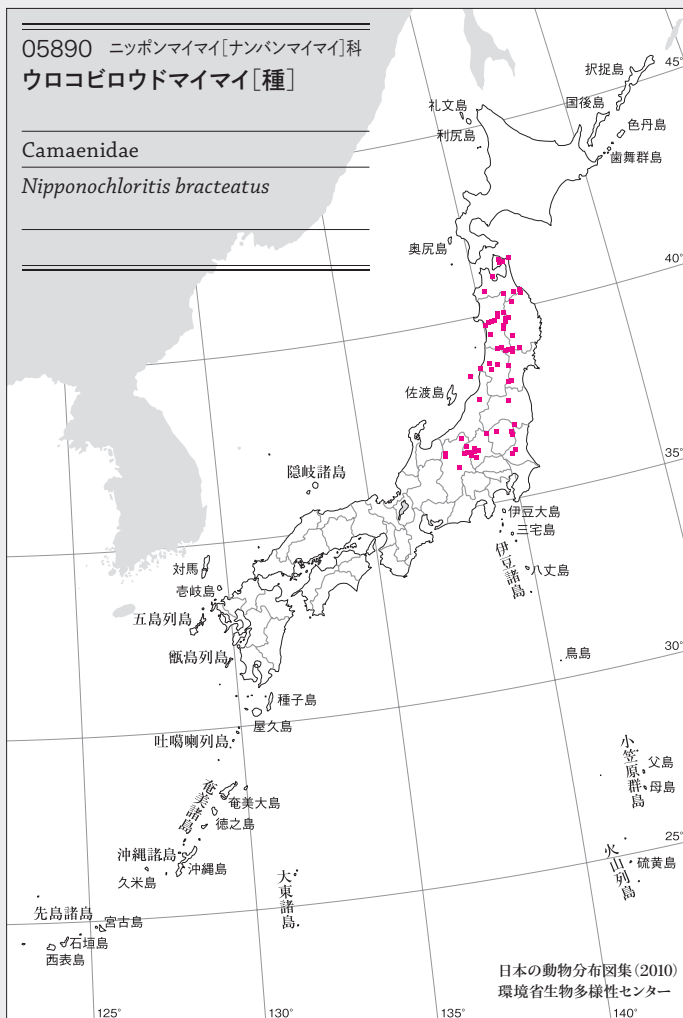 05890 ニッポンマイマイ[ナンバンマイマイ]科
ウロコビロウドマイマイ[種]
Camaenidae
Nipponochloritis bracteatus
択捉島
45°
礼文島
国後島
利尻島
色丹島
歯舞群島
奥尻島
40°
佐渡島
35°
隠岐諸島
伊豆大島
三宅島
伊豆諸島
八丈島
対馬
壱岐島
五島列島
甑島列島
鳥島
30°
種子島
屋久島
吐噶喇列島
小笠原群島
父島
母島
奄美諸島
奄美大島
徳之島
25°
沖縄諸島
沖縄島
久米島
火山列島
硫黄島
大東諸島
先島諸島
宮古島
石垣島
西表島
日本の動物分布図集(2010)
環境省生物多様性センター
125°
130°
135°
140°